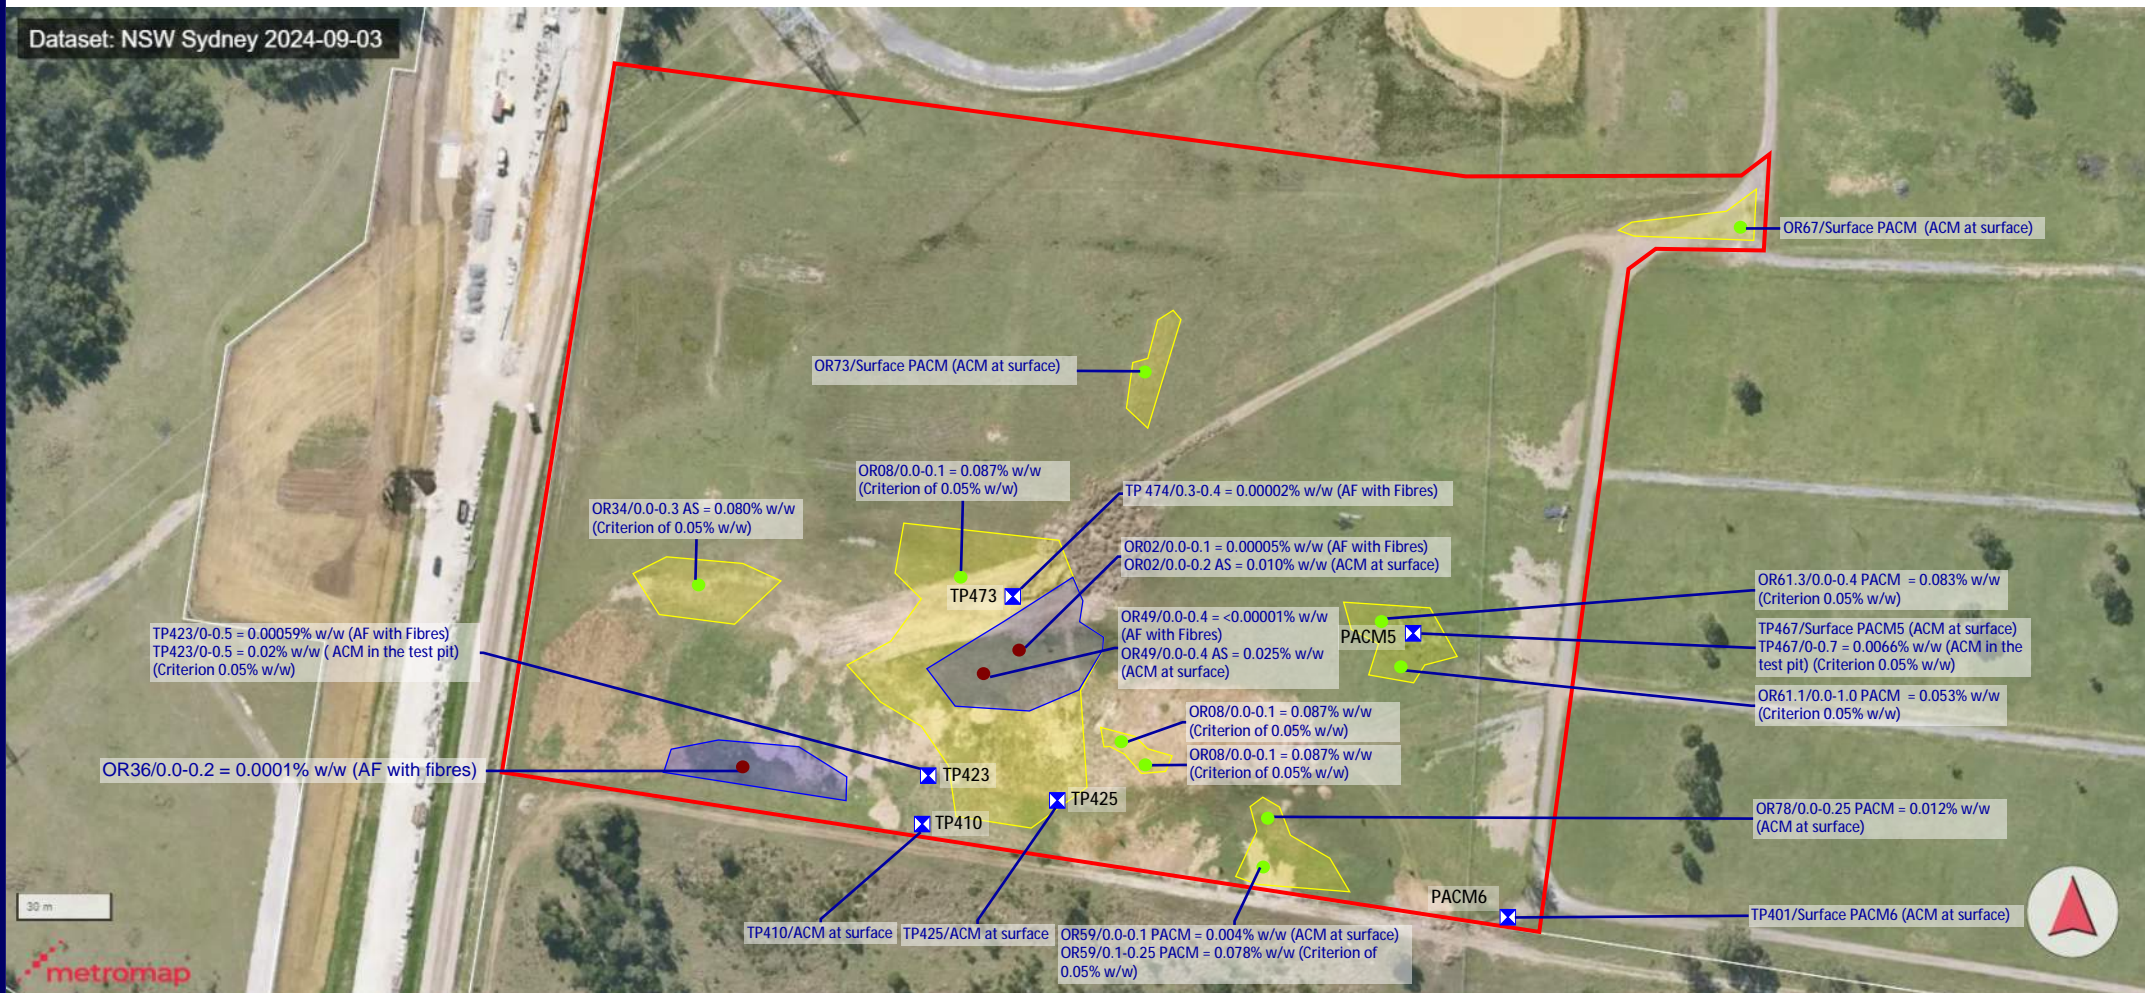 Dataset: NSW Sydney 2024-09-03
OR67/Surface PACM  (ACM at surface)
OR73/Surface PACM (ACM at surface)
OR08/0.0-0.1 = 0.087% w/w
(Criterion of 0.05% w/w)
TP 474/0.3-0.4 = 0.00002% w/w (AF with Fibres)
OR34/0.0-0.3 AS = 0.080% w/w
(Criterion of 0.05% w/w)
OR02/0.0-0.1 = 0.00005% w/w (AF with Fibres)
OR02/0.0-0.2 AS = 0.010% w/w (ACM at surface)
TP473
OR61.3/0.0-0.4 PACM  = 0.083% w/w
(Criterion 0.05% w/w)
OR49/0.0-0.4 = <0.00001% w/w
(AF with Fibres)
OR49/0.0-0.4 AS = 0.025% w/w
(ACM at surface)
PACM5
TP423/0-0.5 = 0.00059% w/w (AF with Fibres)
TP423/0-0.5 = 0.02% w/w ( ACM in the test pit)
(Criterion 0.05% w/w)
TP467/Surface PACM5 (ACM at surface)
TP467/0-0.7 = 0.0066% w/w (ACM in the
test pit) (Criterion 0.05% w/w)
OR61.1/0.0-1.0 PACM  = 0.053% w/w
(Criterion 0.05% w/w)
OR08/0.0-0.1 = 0.087% w/w
(Criterion of 0.05% w/w)
OR08/0.0-0.1 = 0.087% w/w
(Criterion of 0.05% w/w)
OR36/0.0-0.2 = 0.0001% w/w (AF with fibres)
TP423
TP425
TP410
OR78/0.0-0.25 PACM = 0.012% w/w
(ACM at surface)
PACM6
30 m
TP401/Surface PACM6 (ACM at surface)
TP410/ACM at surface
TP425/ACM at surface
OR59/0.0-0.1 PACM = 0.004% w/w (ACM at surface)
OR59/0.1-0.25 PACM = 0.078% w/w (Criterion of
0.05% w/w)
metromap